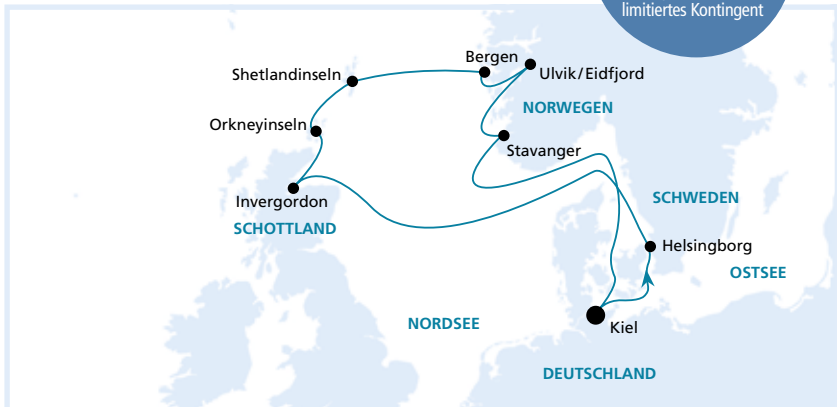 limitiertes Kontingent
Bergen
Shetlandinseln
Ulvik/Eidfjord
NORWEGEN
Orkneyinseln
Stavanger
Invergordon
SCHWEDEN
SCHOTTLAND
Helsingborg
OSTSEE
NORDSEE
Kiel
DEUTSCHLAND